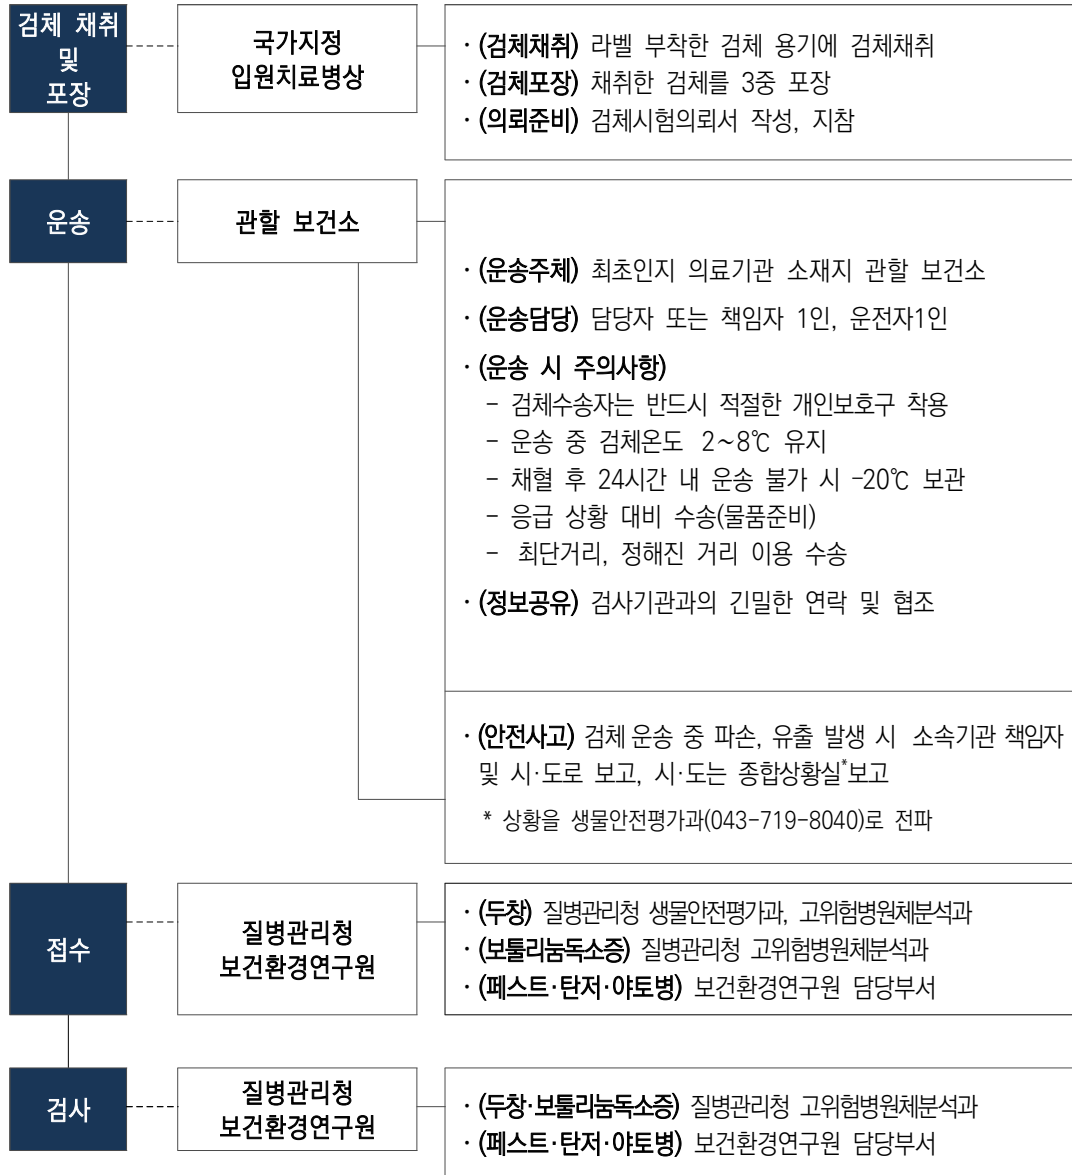 검체 채취
및
포장
국가지정
입원치료병상
· (검체채취) 라벨 부착한 검체 용기에 검체채취
· (검체포장) 채취한 검체를 3중 포장
· (의뢰준비) 검체시험의뢰서 작성, 지참
운송
관할 보건소
· (운송주체) 최초인지 의료기관 소재지 관할 보건소
· (운송담당) 담당자 또는 책임자 1인, 운전자1인
· (운송 시 주의사항)
- 검체수송자는 반드시 적절한 개인보호구 착용
- 운송 중 검체온도 2~8℃ 유지
- 채혈 후 24시간 내 운송 불가 시 -20℃ 보관
- 응급 상황 대비 수송(물품준비)
- 최단거리, 정해진 거리 이용 수송
· (정보공유) 검사기관과의 긴밀한 연락 및 협조
· (안전사고) 검체 운송 중 파손, 유출 발생 시 소속기관 책임자
및 시·도로 보고, 시·도는 종합상황실*보고
* 상황을 생물안전평가과(043-719-8040)로 전파
접수
질병관리청
보건환경연구원
· (두창) 질병관리청 생물안전평가과, 고위험병원체분석과
· (보툴리눔독소증) 질병관리청 고위험병원체분석과
· (페스트·탄저·야토병) 보건환경연구원 담당부서
검사
질병관리청
보건환경연구원
· (두창·보툴리눔독소증) 질병관리청 고위험병원체분석과
· (페스트·탄저·야토병) 보건환경연구원 담당부서